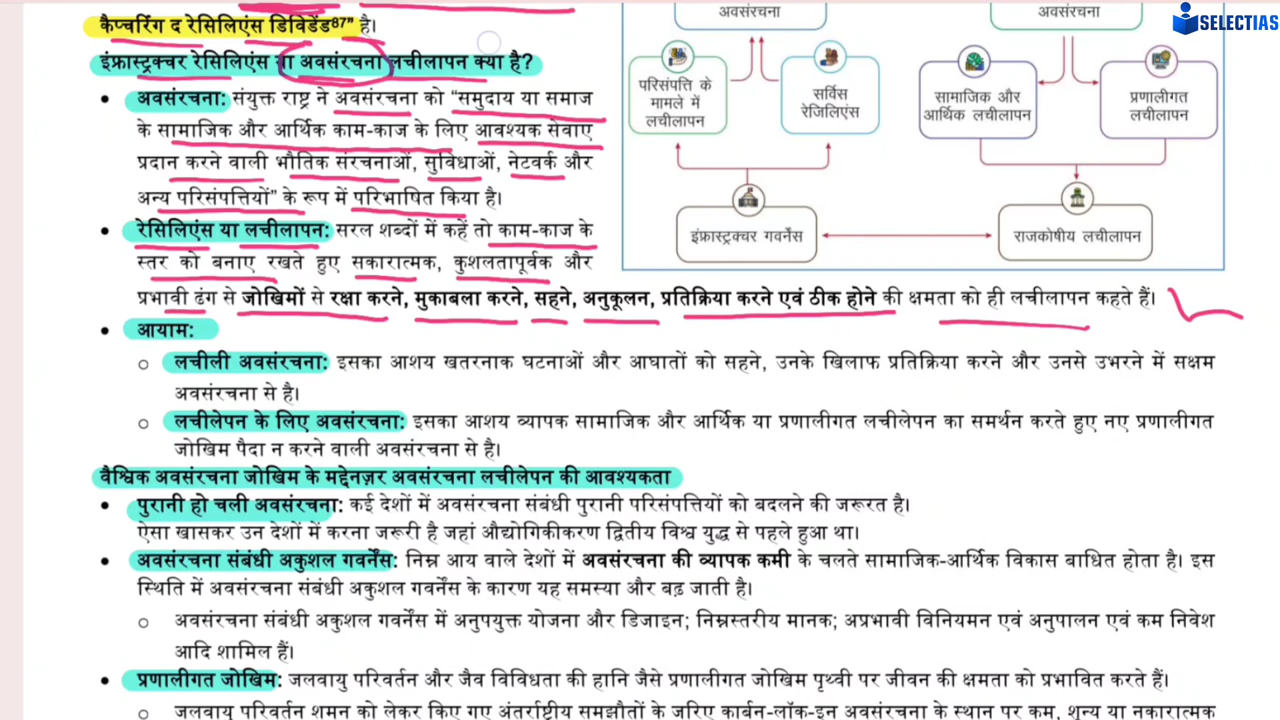 SELECTIAS
कैप्चरिंग द रेसिलिएंस डिविडेंड87" है।
इंफ्रास्ट्रक्चर रेसिलिएंस या अवसंरचना लचीलापन क्या है?
• अवसंरचना: संयुक्त राष्ट्र ने अवसंरचना को "समुदाय या समाज
के सामाजिक और आर्थिक काम-काज के लिए आवश्यक सेवाए
प्रदान करने वाली भौतिक संरचनाओं, सुविधाओं, नेटवर्क और
अन्य परिसंपत्तियों" के रूप में परिभाषित किया है।
• रेसिलिएंस या लचीलापन: सरल शब्दों में कहें तो काम-काज के
स्तर को बनाए रखते हुए सकारात्मक, कुशलतापूर्वक और
प्रभावी ढंग से जोखिमों से रक्षा करने, मुकाबला करने, सहने, अनुकूलन, प्रतिक्रिया करने एवं ठीक होने की क्षमता को ही लचीलापन कहते हैं।
अवसंरचना
अवसंरचना
परिसंपत्ति के
मामले में
लचीलापन
सर्विस
रेजिलिएंस
सामाजिक और
आर्थिक लचीलापन
प्रणालीगत
लचीलापन
इंफ्रास्ट्रक्चर गवर्नेंस
राजकोषीय लचीलापन
• आयाम:
o लचीली अवसंरचना: इसका आशय खतरनाक घटनाओं और आघातों को सहने, उनके खिलाफ प्रतिक्रिया करने और उनसे उभरने में सक्षम
अवसंरचना से है।
o लचीलेपन के लिए अवसंरचना: इसका आशय व्यापक सामाजिक और आर्थिक या प्रणालीगत लचीलेपन का समर्थन करते हुए नए प्रणालीगत
जोखिम पैदा न करने वाली अवसंरचना से है।
वैश्विक अवसंरचना जोखिम के मद्देनज़र अवसंरचना लचीलेपन की आवश्यकता
• पुरानी हो चली अवसंरचना: कई देशों में अवसंरचना संबंधी पुरानी परिसंपत्तियों को बदलने की जरूरत है।
ऐसा खासकर उन देशों में करना जरूरी है जहां औद्योगिकीकरण द्वितीय विश्व युद्ध से पहले हुआ था।
• अवसंरचना संबंधी अकुशल गवर्नेंस: निम्न आय वाले देशों में अवसंरचना की व्यापक कमी के चलते सामाजिक-आर्थिक विकास बाधित होता है। इस
स्थिति में अवसंरचना संबंधी अकुशल गवर्नेंस के कारण यह समस्या और बढ़ जाती है।
o अवसंरचना संबंधी अकुशल गवर्नेंस में अनुपयुक्त योजना और डिजाइन; निम्नस्तरीय मानक; अप्रभावी विनियमन एवं अनुपालन एवं कम निवेश
आदि शामिल हैं।
• प्रणालीगत जोखिम: जलवायु परिवर्तन और जैव विविधता की हानि जैसे प्रणालीगत जोखिम पृथ्वी पर जीवन की क्षमता को प्रभावित करते हैं।
o जलवायु परिवर्तन शमन को लेकर किए गए अंतर्राष्ट्रीय समझौतों के जरिए कार्बन-लॉक-इन अवसंरचना के स्थान पर कम, शून्य या नकारात्मक